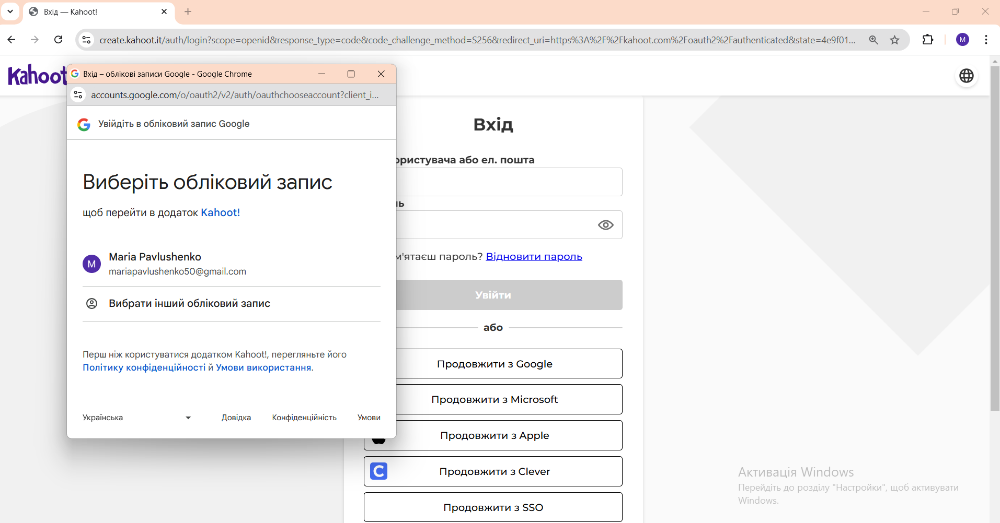 Вхід — Kahoot!
create.kahoot.it/auth/login?scope=openid&response_type=code&code_challenge_method=S256&redirect_uri=https%3A%2F%2Fkahoot.com%2Foauth2%2Fauthenticated&state=4e9f01...
M
Kahoot
Вхід – облікові записи Google - Google Chrome
accounts.google.com/o/oauth2/v2/auth/oauthchooseaccount?client_i...
Увійдіть в обліковий запис Google
Виберіть обліковий запис
щоб перейти в додаток Kahoot!
M
Maria Pavlushenko
mariapavlushenko50@gmail.com
Вибрати інший обліковий запис
Перш ніж користуватися додатком Kahoot!, перегляньте його
Політику конфіденційності й Умови використання.
Українська
Довідка
Конфіденційність
Умови
Вхід
ористувача або ел. пошта
ль
м'ятаєш пароль? Відновити пароль
Увійти
або
Продовжити з Google
Продовжити з Microsoft
Продовжити з Apple
C
Продовжити з Clever
Продовжити з SSO
Активація Windows
Перейдіть до розділу "Настройки", щоб активувати
Windows.